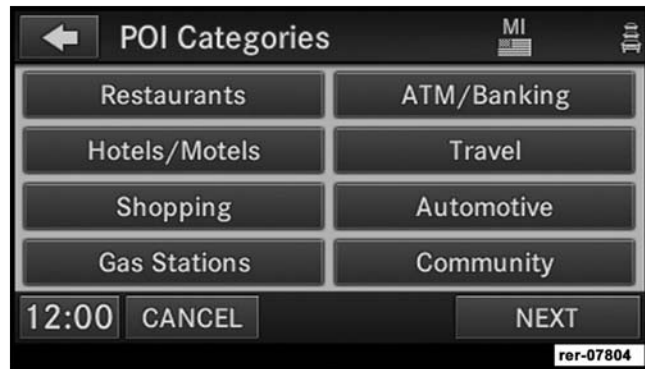 POI Categories MI
Restaurants ATM/Banking
Hotels/Motels Travel
Shopping Automotive
Gas Stations Community
12:00 CANCEL NEXT
rer-07804